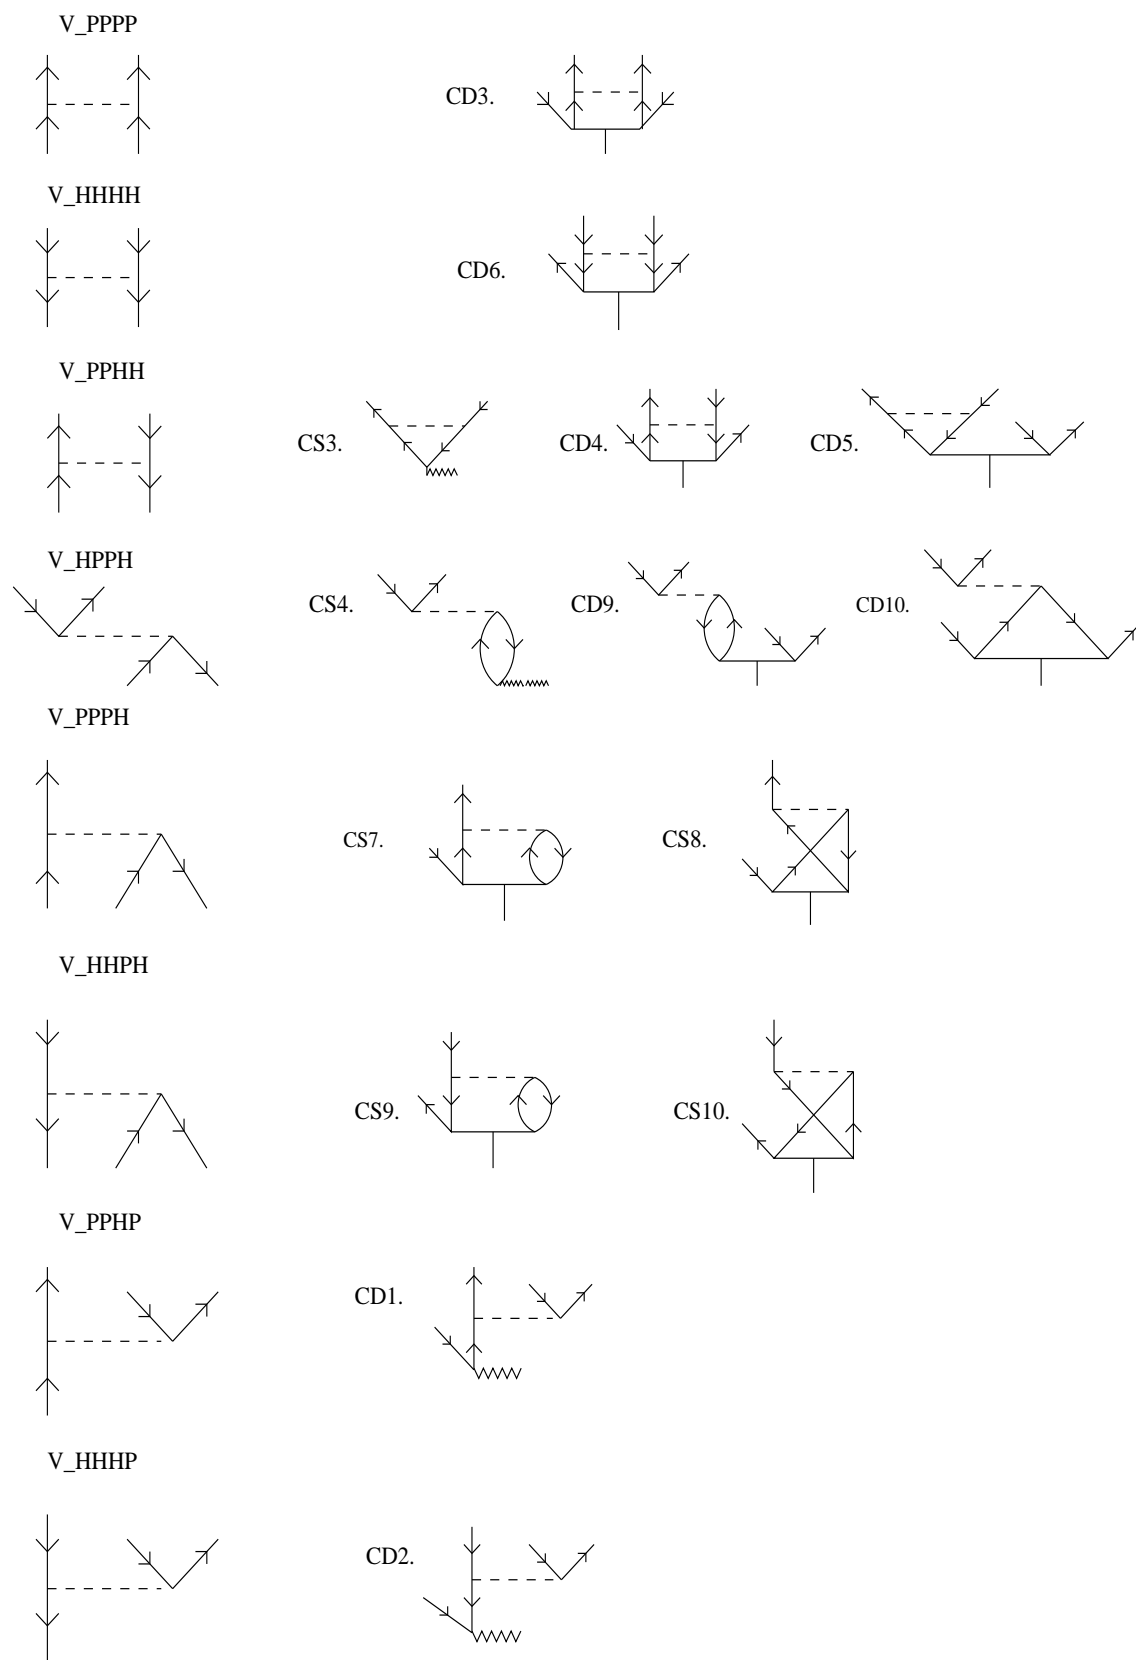 V_PPPP
CD3.
V_HHHH
CD6.
V_PPHH
CS3.
CD4.
CD5.
V_HPPH
CS4.
CD9.
CD10.
V_PPPH
CS7.
CS8.
V_HHPH
CS9.
CS10.
V_PPHP
CD1.
V_HHHP
CD2.